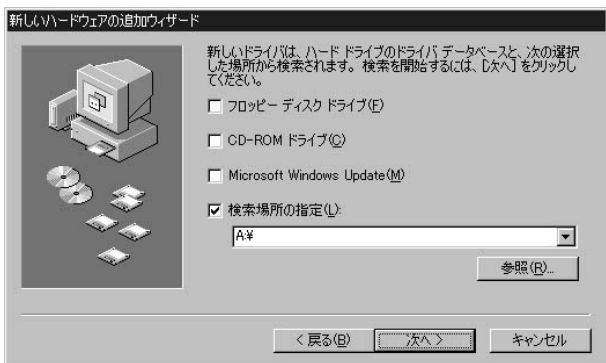 新しいハードウェアの追加ウィザード
新しいドライバは、ハード ドライブのドライバ データベースと、次の選択
した場所から検索されます。検索を開始するには、[次へ] をクリックし
てください。
フロッピー ディスク ドライブ(F)
CD-ROM ドライブ(C)
Microsoft Windows Update(M)
検索場所の指定(L):
A:¥
参照(R)...
< 戻る(B)
次へ >
キャンセル